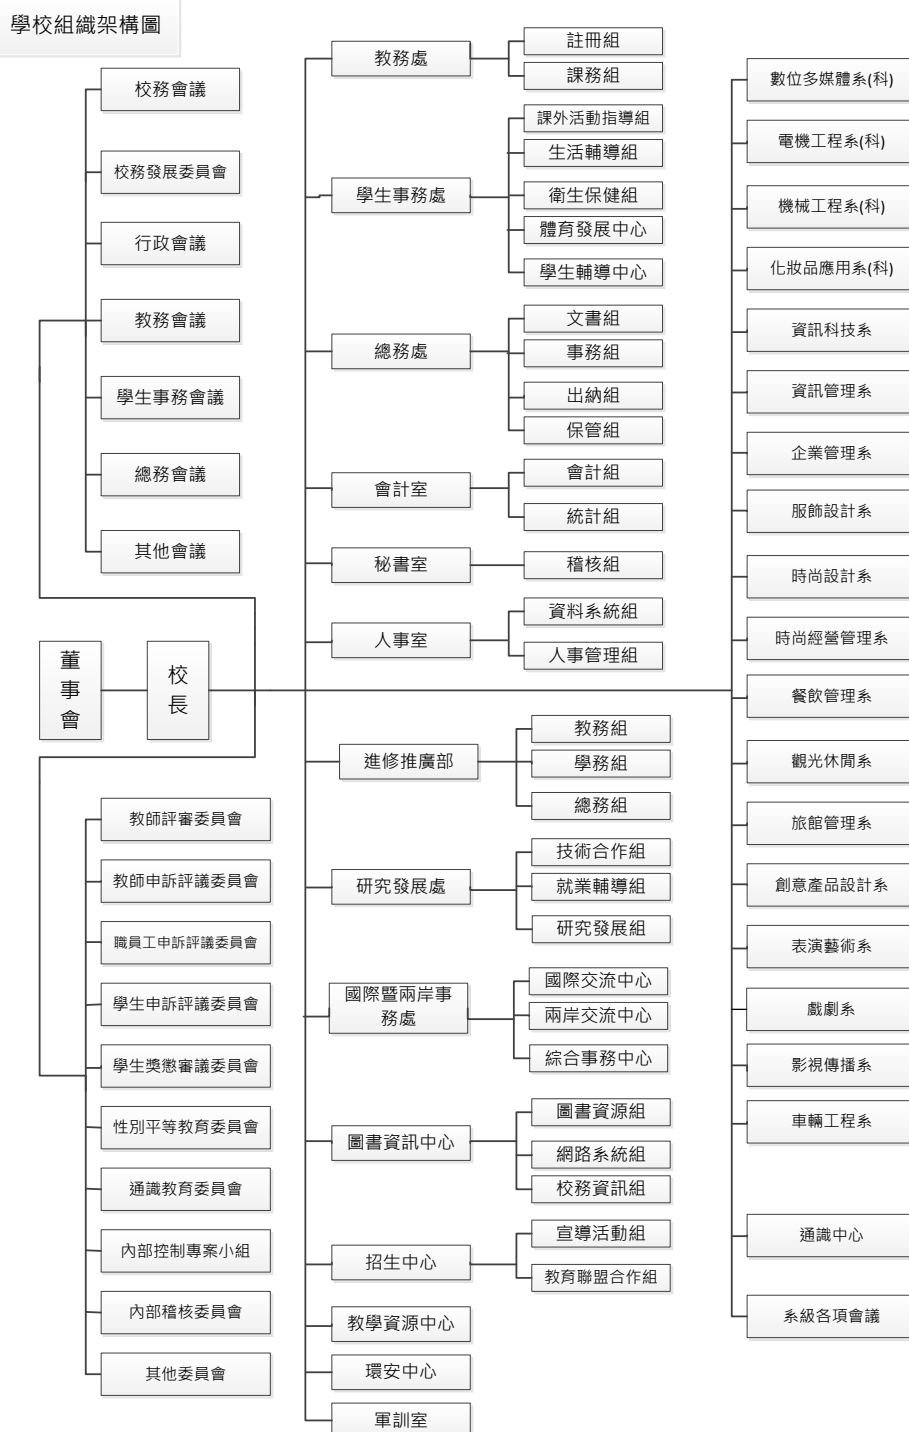 學校組織架構圖
校務會議
校務發展委員會
行政會議
教務會議
學生事務會議
總務會議
其他會議
董
事
會
校
長
教師評審委員會
教師申訴評議委員會
職員工申訴評議委員會
學生申訴評議委員會
學生獎懲審議委員會
性別平等教育委員會
通識教育委員會
內部控制專案小組
內部稽核委員會
其他委員會
教務處
註冊組
課務組
學生事務處
課外活動指導組
生活輔導組
衛生保健組
體育發展中心
學生輔導中心
總務處
文書組
事務組
出納組
保管組
會計室
會計組
統計組
秘書室
稽核組
人事室
資料系統組
人事管理組
進修推廣部
教務組
學務組
總務組
研究發展處
技術合作組
就業輔導組
研究發展組
國際暨兩岸事
務處
國際交流中心
兩岸交流中心
綜合事務中心
圖書資訊中心
圖書資源組
網路系統組
校務資訊組
招生中心
宣導活動組
教育聯盟合作組
教學資源中心
環安中心
軍訓室
數位多媒體系(科)
電機工程系(科)
機械工程系(科)
化妝品應用系(科)
資訊科技系
資訊管理系
企業管理系
服飾設計系
時尚設計系
時尚經營管理系
餐飲管理系
觀光休閒系
旅館管理系
創意產品設計系
表演藝術系
戲劇系
影視傳播系
車輛工程系
通識中心
系級各項會議